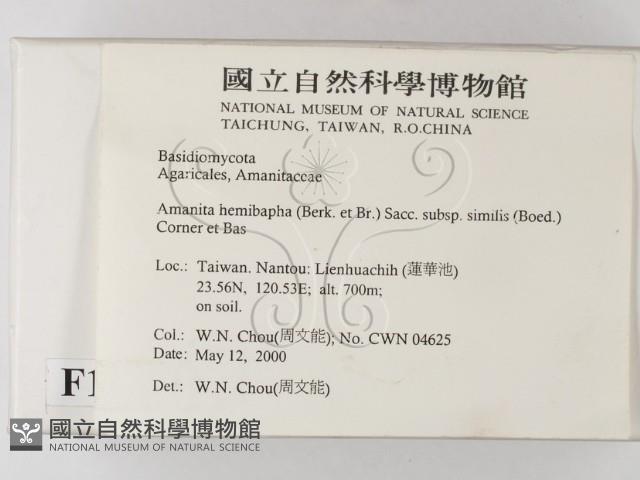 國立自然科學博物館
NATIONAL MUSEUM OF NATURAL SCIENCE
TAICHUNG, TAIWAN, R.O.CHINA
Basidiomycota
Agaricales, Amanitaceae
Amanita hemibapha (Berk. et Br.) Sacc. subsp. similis (Boed.)
Corner et Bas
Loc.: Taiwan. Nantou: Lienhuachih (蓮華池)
23.56N, 120.53E; alt. 700m;
on soil.
Col.: W.N. Chou(周文能); No. CWN 04625
Date: May 12, 2000
Det.: W.N. Chou(周文能)
F1
國立自然科學博物館
NATIONAL MUSEUM OF NATURAL SCIENCE